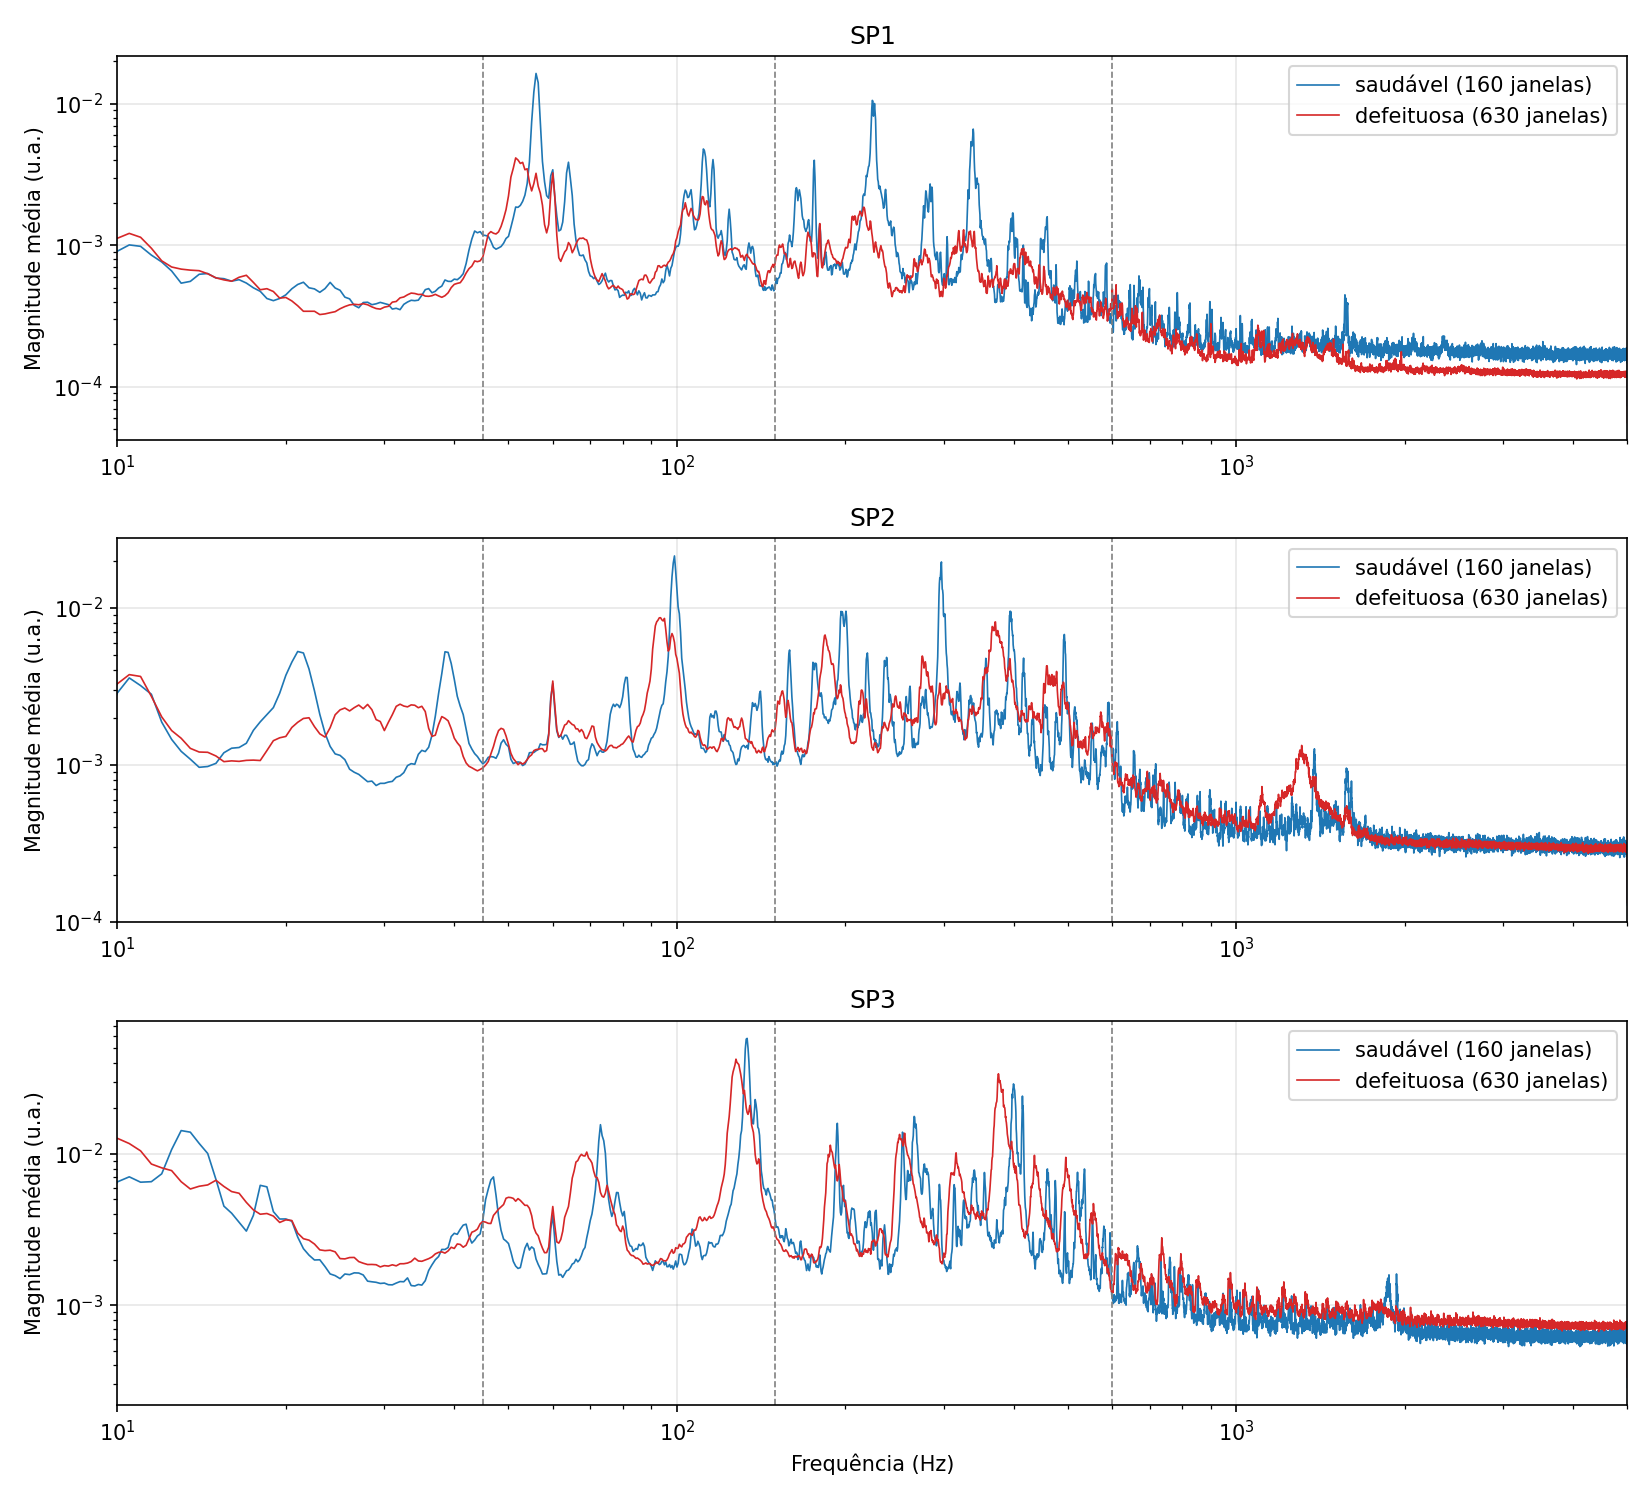 SP1
Magnitude média (u.a.)
saudável (160 janelas)
defeituosa (630 janelas)
10⁻²
10⁻³
10⁻⁴
10¹
10²
10³
SP2
Magnitude média (u.a.)
saudável (160 janelas)
defeituosa (630 janelas)
10⁻²
10⁻³
10⁻⁴
10¹
10²
10³
SP3
Magnitude média (u.a.)
saudável (160 janelas)
defeituosa (630 janelas)
10⁻²
10⁻³
10¹
10²
10³
Frequência (Hz)